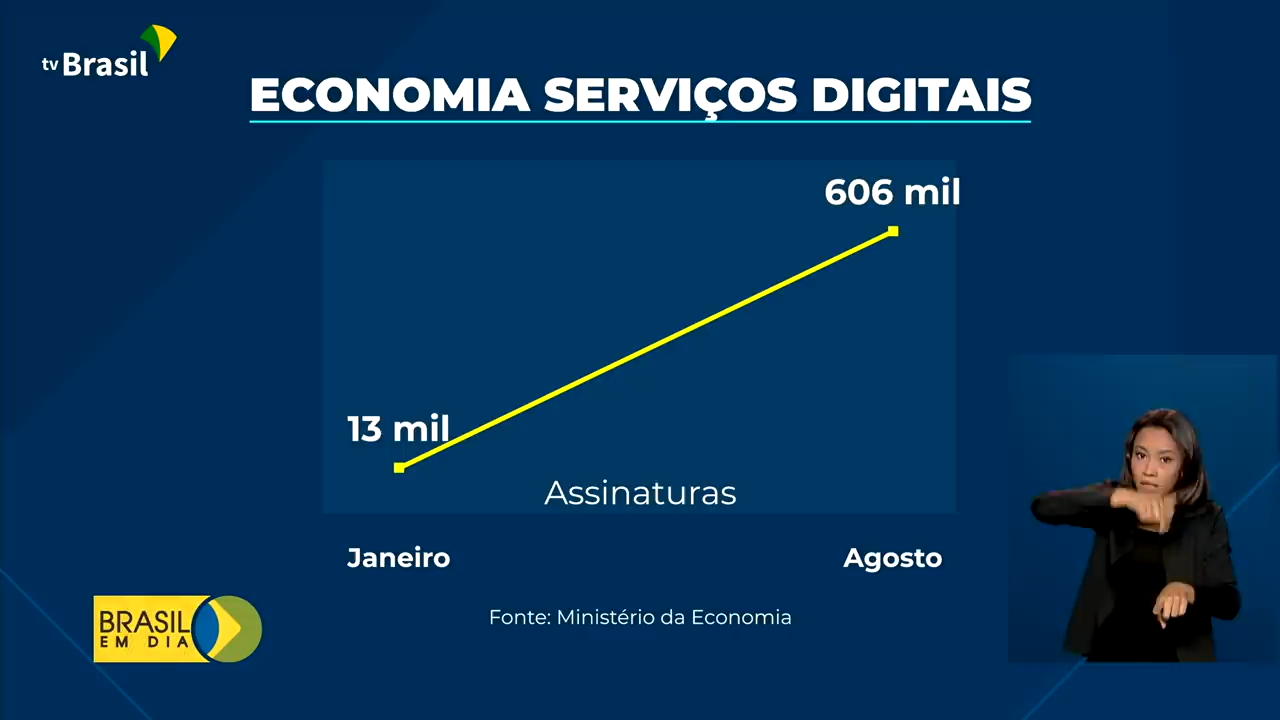 tv Brasil
ECONOMIA SERVIÇOS DIGITAIS
606 mil
13 mil
Assinaturas
Janeiro
Agosto
Fonte: Ministério da Economia
BRASIL
EM DIA